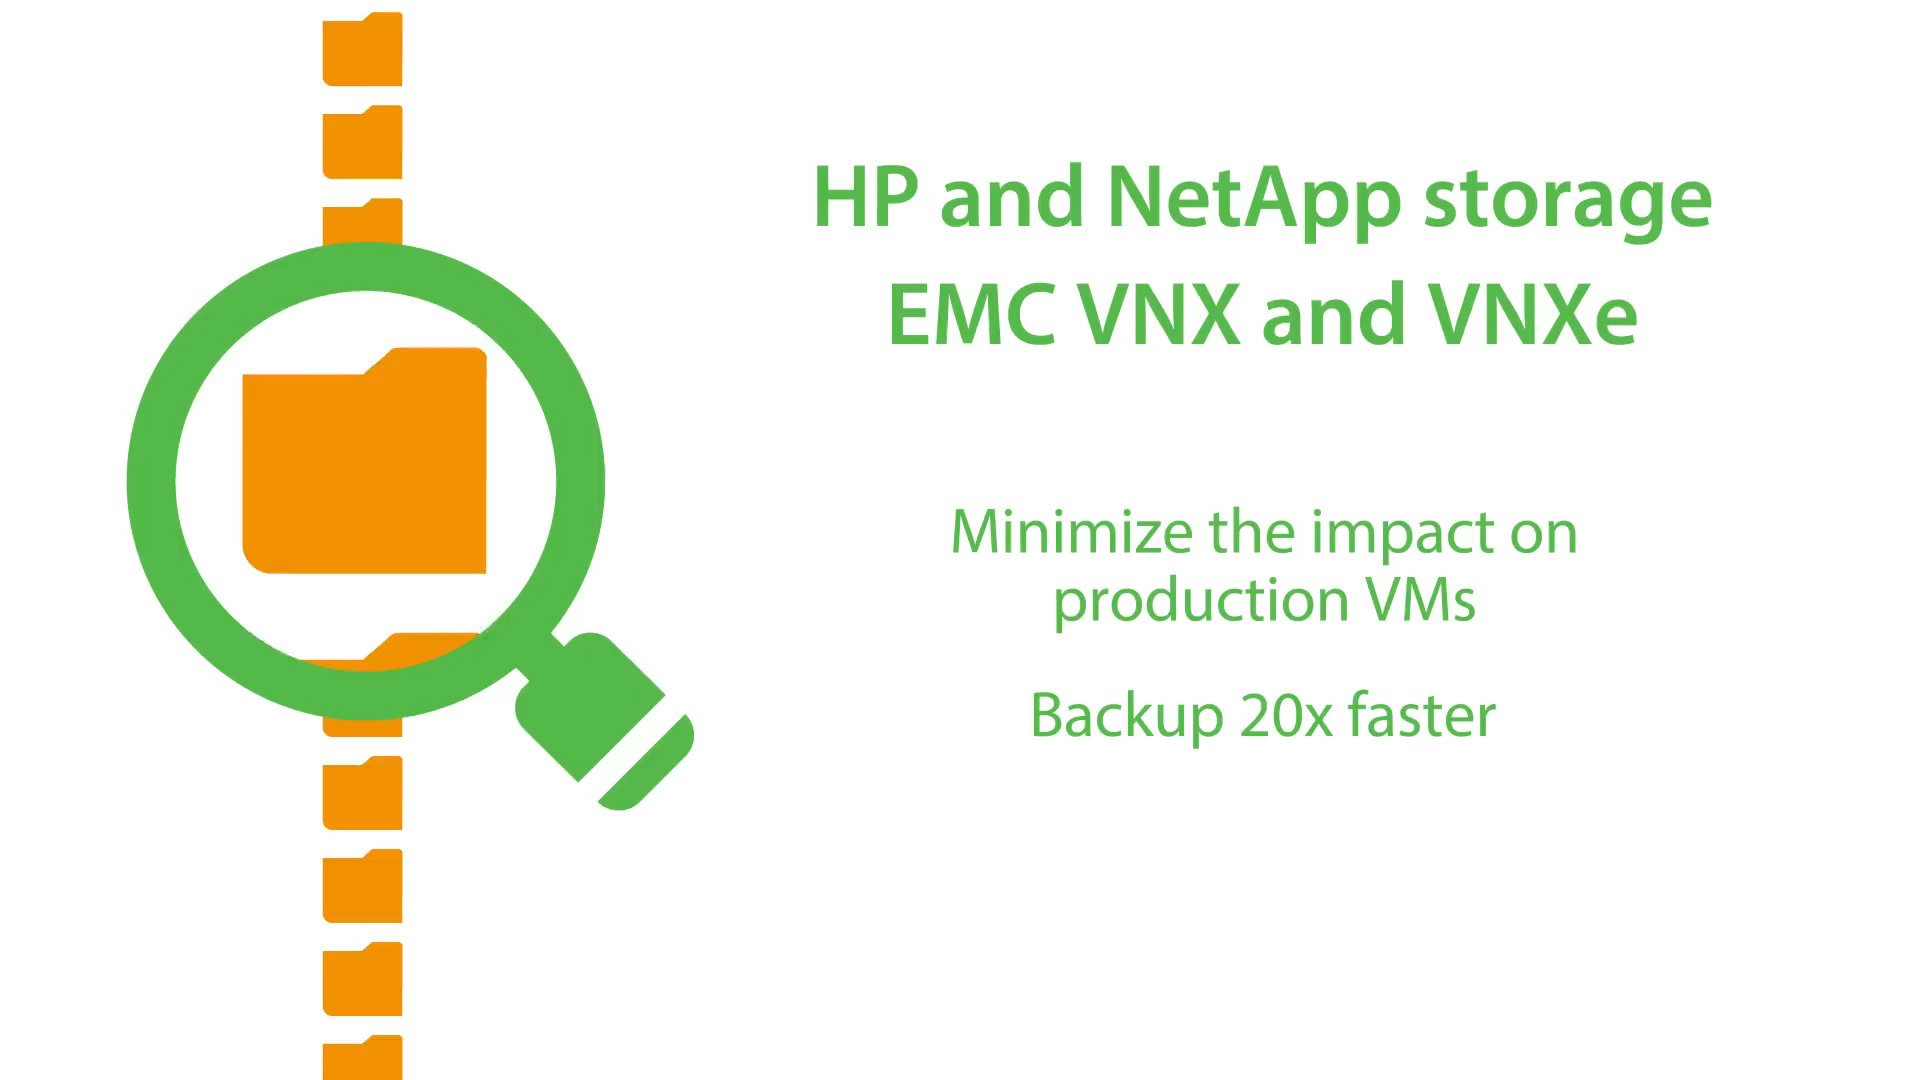 HP and NetApp storage
EMC VNX and VNXe
Minimize the impact on
production VMs
Backup 20x faster